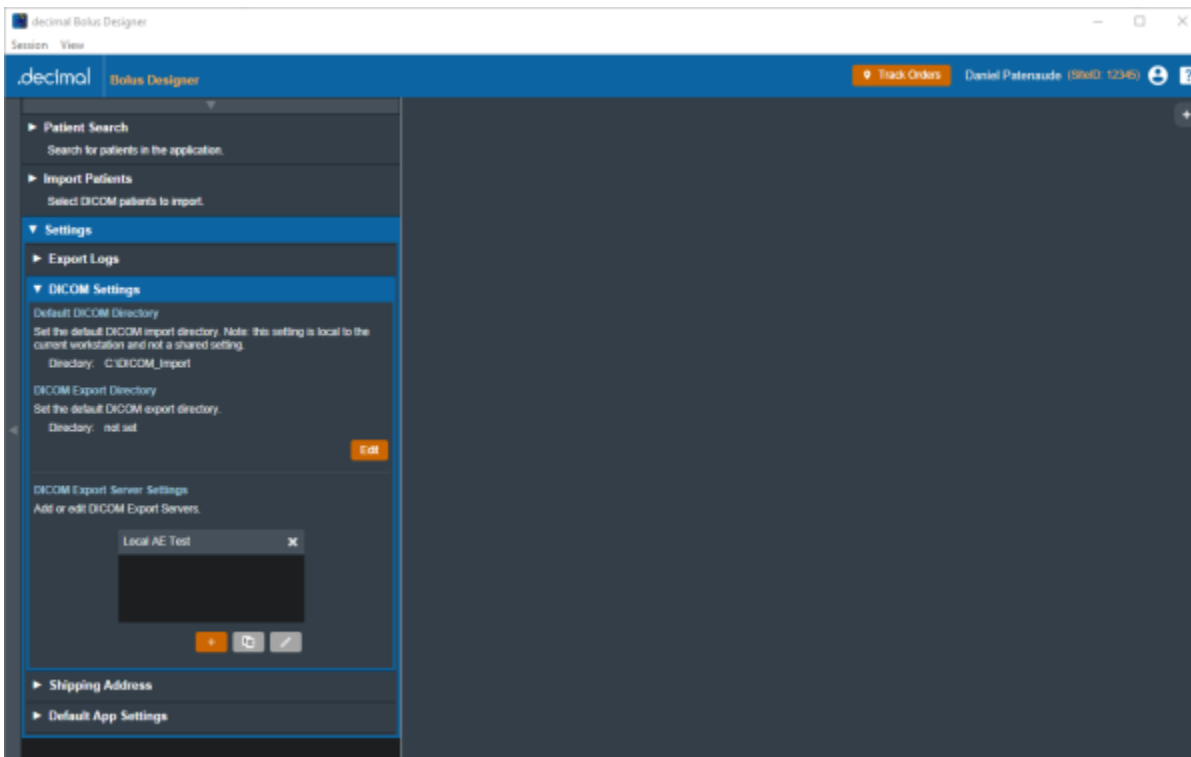 decimal Bolus Designer
Session View
.decimal Bolus Designer Track Orders Daniel Patenaude (SiteID: 12345) ?
Patient Search
Search for patients in the application.
Import Patients
Select DICOM patients to import.
Settings
Export Logs
DICOM Settings
Default DICOM Directory
Set the default DICOM import directory. Note: this setting is local to the
current workstation and not a shared setting.
Directory: C:\DICOM_Import
DICOM Export Directory
Set the default DICOM export directory.
Directory: not set
Edit
DICOM Export Server Settings
Add or edit DICOM Export Servers.
Local AE Test
Shipping Address
Default App Settings